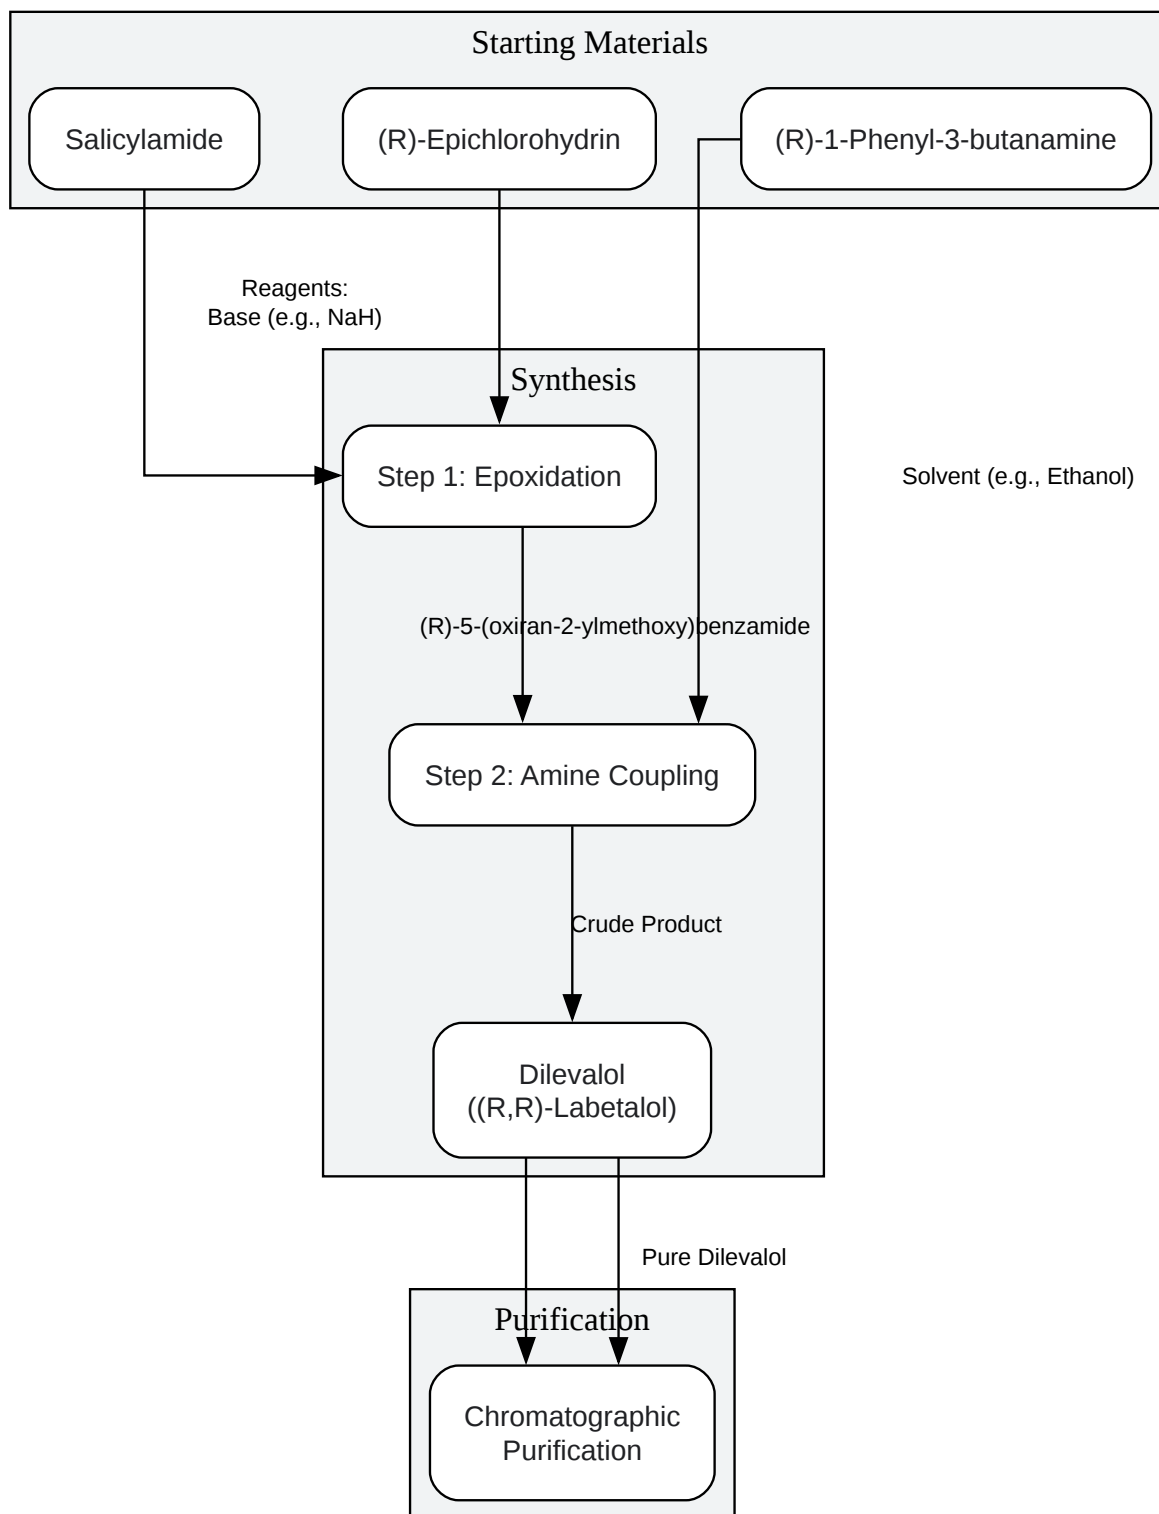 Starting Materials
Salicylamide
(R)-Epichlorohydrin
(R)-1-Phenyl-3-butanamine
Reagents:
Base (e.g., NaH)
Synthesis
Step 1: Epoxidation
Solvent (e.g., Ethanol)
(R)-5-(oxiran-2-ylmethoxy)benzamide
Step 2: Amine Coupling
Crude Product
Dilevalol
((R,R)-Labetalol)
Pure Dilevalol
Purification
Chromatographic
Purification